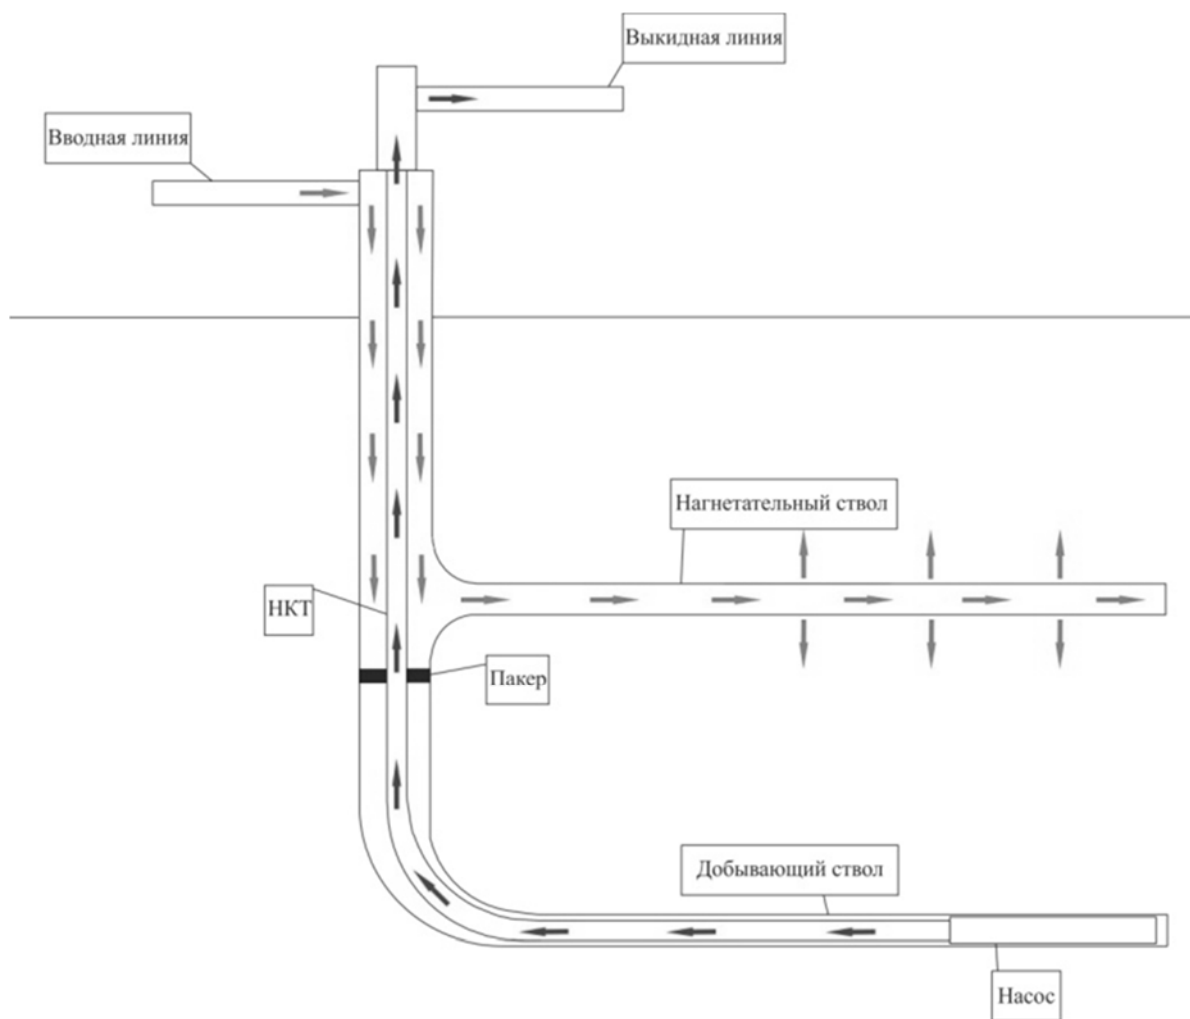 Выкидная линия
Вводная линия
Нагнетательный ствол
НКТ
Пакер
Добывающий ствол
Насос